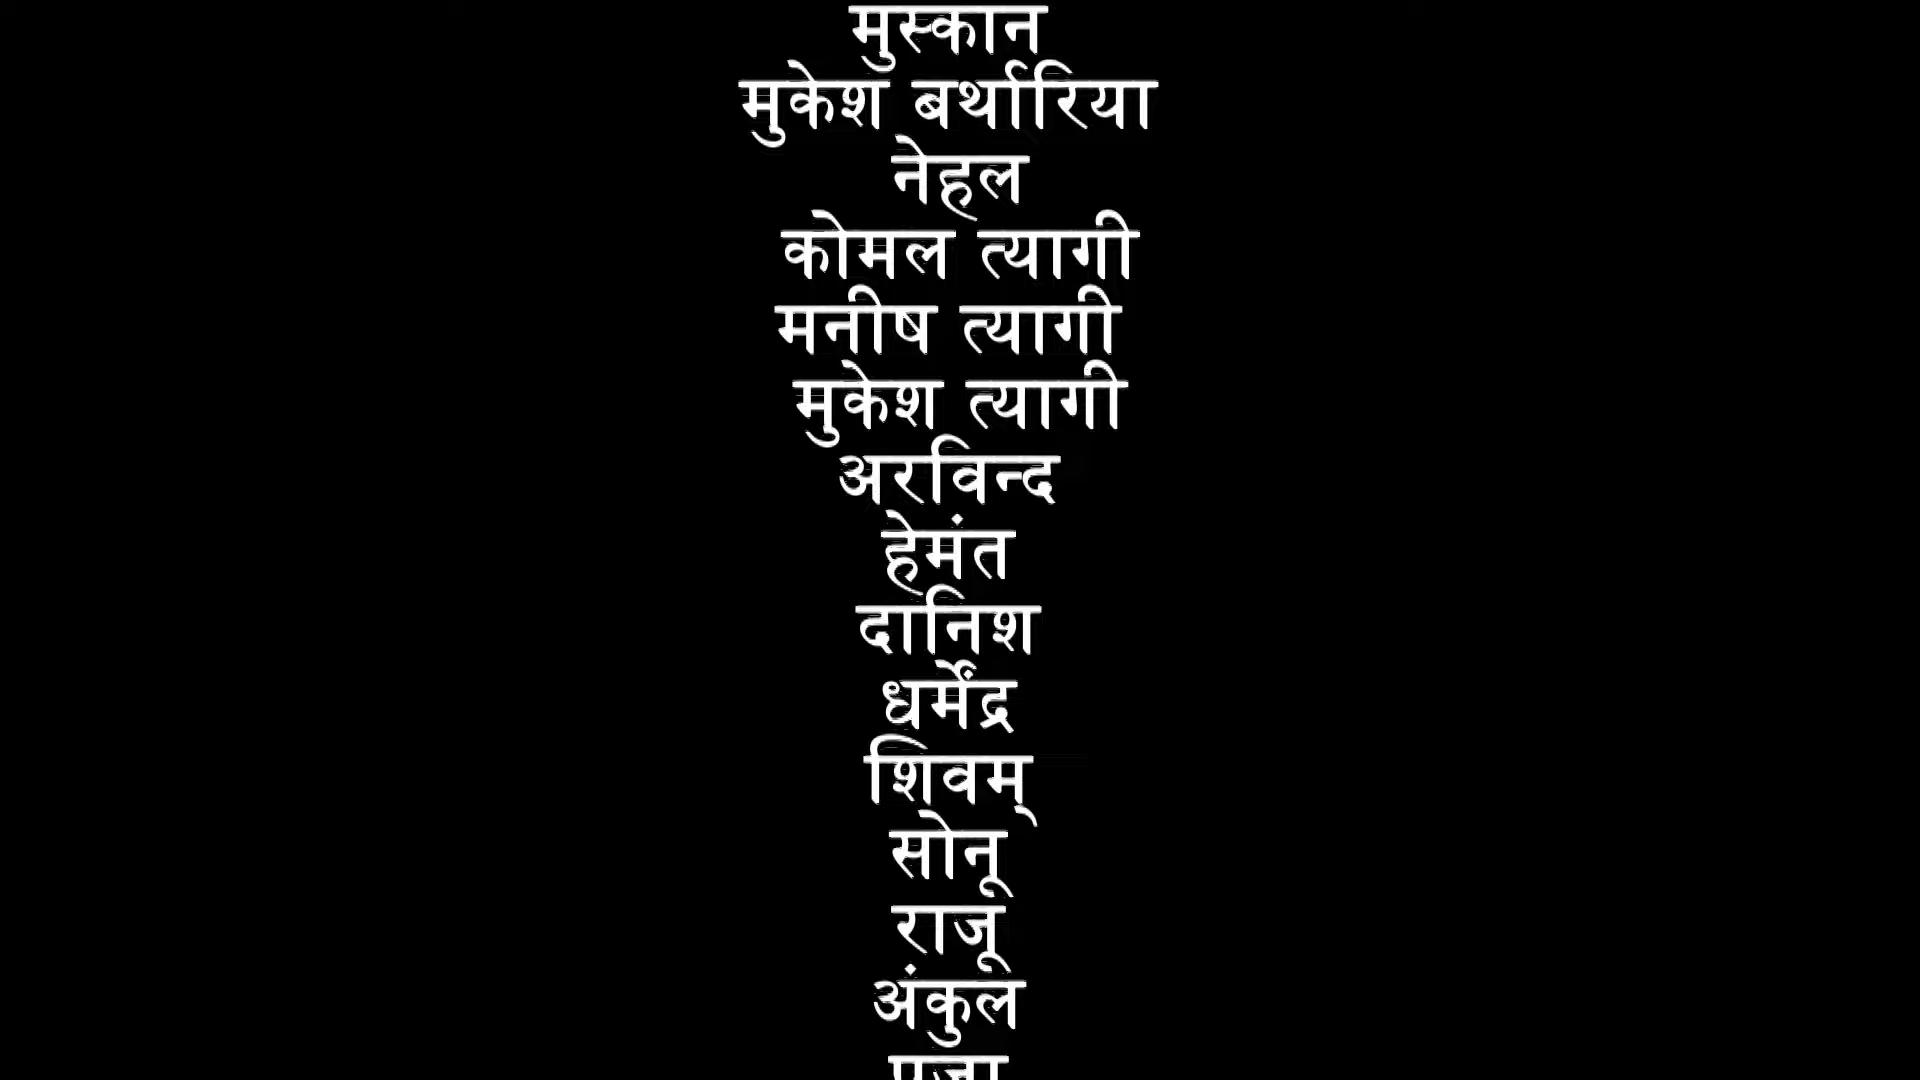 मुस्कान
मुकेश बर्थारिया
नेहल
कोमल त्यागी
मनीष त्यागी
मुकेश त्यागी
अरविन्द
हेमंत
दानिश
धर्मेंद्र
शिवम्
सोनू
राजू
अंकुल